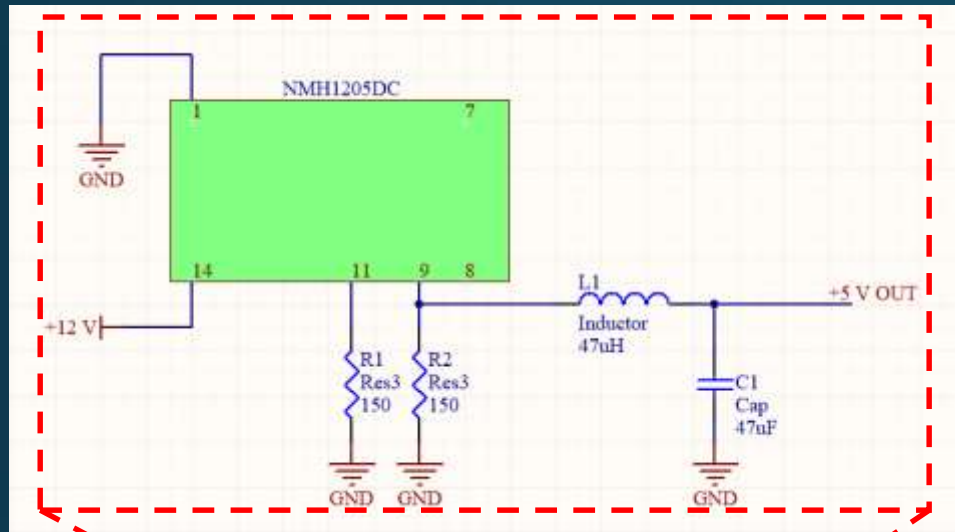 NMH1205DC
1 7
GND
14 11 9 8
+12 V
L1
Inductor
47uH
+5 V OUT
R1
Res3
150
R2
Res3
150
C1
Cap
47uF
GND
GND
GND